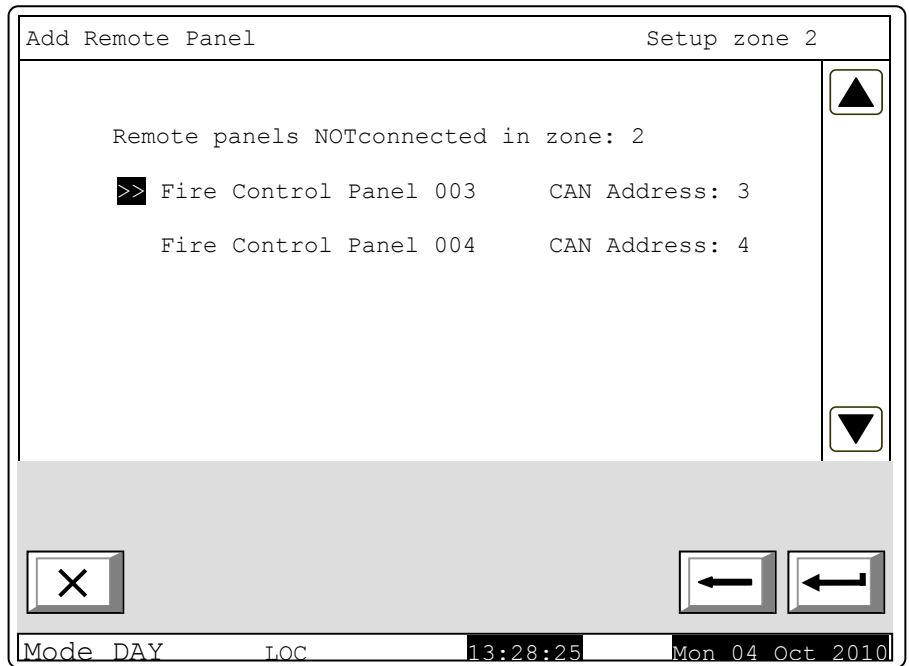 Add Remote Panel Setup zone 2
Remote panels NOTconnected in zone: 2
>> Fire Control Panel 003 CAN Address: 3
Fire Control Panel 004 CAN Address: 4
Mode DAY LOC 13:28:25 Mon 04 Oct 2010